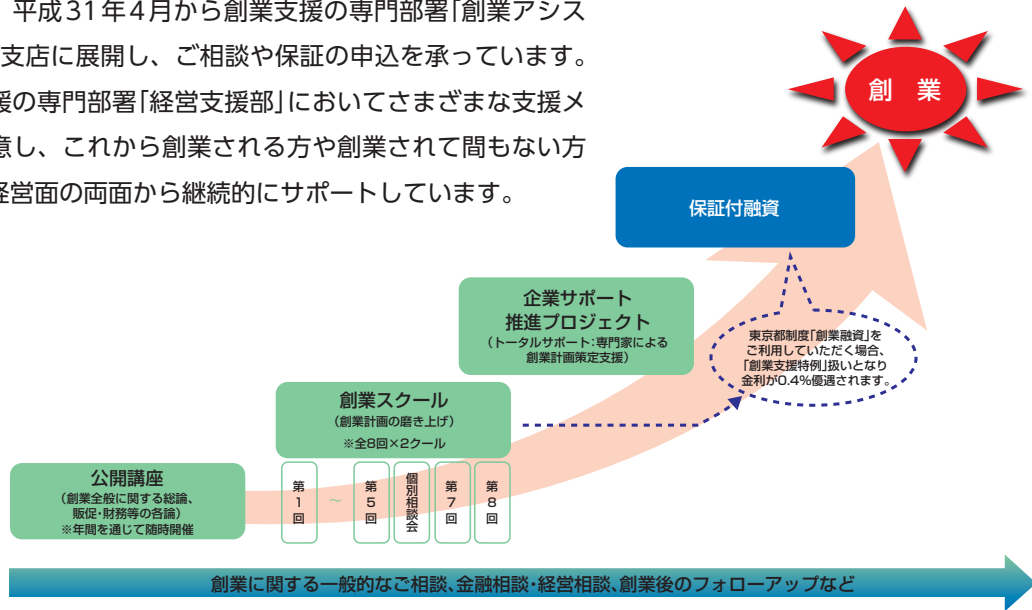 平成31年4月から創業支援の専門部署「創業アシス
支店に展開し、ご相談や保証の申込を承っています。
援の専門部署「経営支援部」においてさまざまな支援メ
意し、これから創業される方や創業されて間もない方
経営面の両面から継続的にサポートしています。
創 業
保証付融資
企業サポート
推進プロジェクト
(トータルサポート:専門家による
創業計画策定支援)
東京都制度「創業融資」を
ご利用していただく場合、
「創業支援特例」扱いとなり
金利が0.4%優遇されます。
創業スクール
(創業計画の磨き上げ)
※全8回×2クール
公開講座
(創業全般に関する総論、
販促・財務等の各論)
※年間を通じて随時開催
第1回
~
第5回
個別相談会
第7回
第8回
創業に関する一般的なご相談、金融相談・経営相談、創業後のフォローアップなど